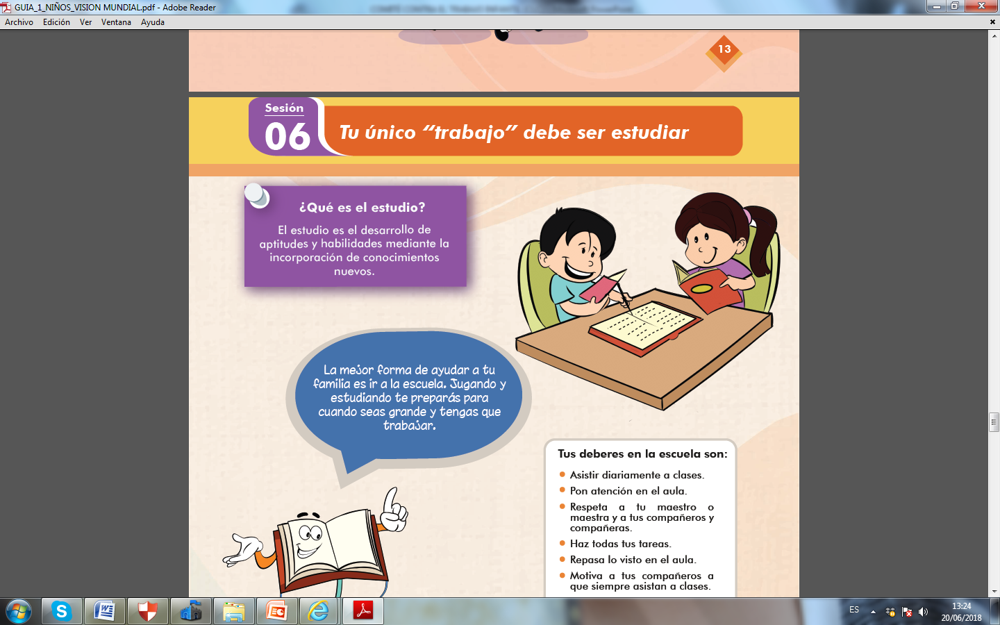 GUIA_1_NIÑOS_VISION MUNDIAL.pdf - Adobe Reader
Archivo Edición Ver Ventana Ayuda
13
Sesión
06
Tu único “trabajo” debe ser estudiar
¿Qué es el estudio?
El estudio es el desarrollo de
aptitudes y habilidades mediante la
incorporación de conocimientos
nuevos.
La mejor forma de ayudar a tu
familia es ir a la escuela. Jugando y
estudiando te preparás para
cuando seas grande y tengas que
trabajar.
Tus deberes en la escuela son:
Asistir diariamente a clases.
Pon atención en el aula.
Respeta a tu maestro o
maestra y a tus compañeros y
compañeras.
Haz todas tus tareas.
Repasa lo visto en el aula.
Motiva a tus compañeros a
que siempre asistan a clases.
ES
13:24
20/06/2018